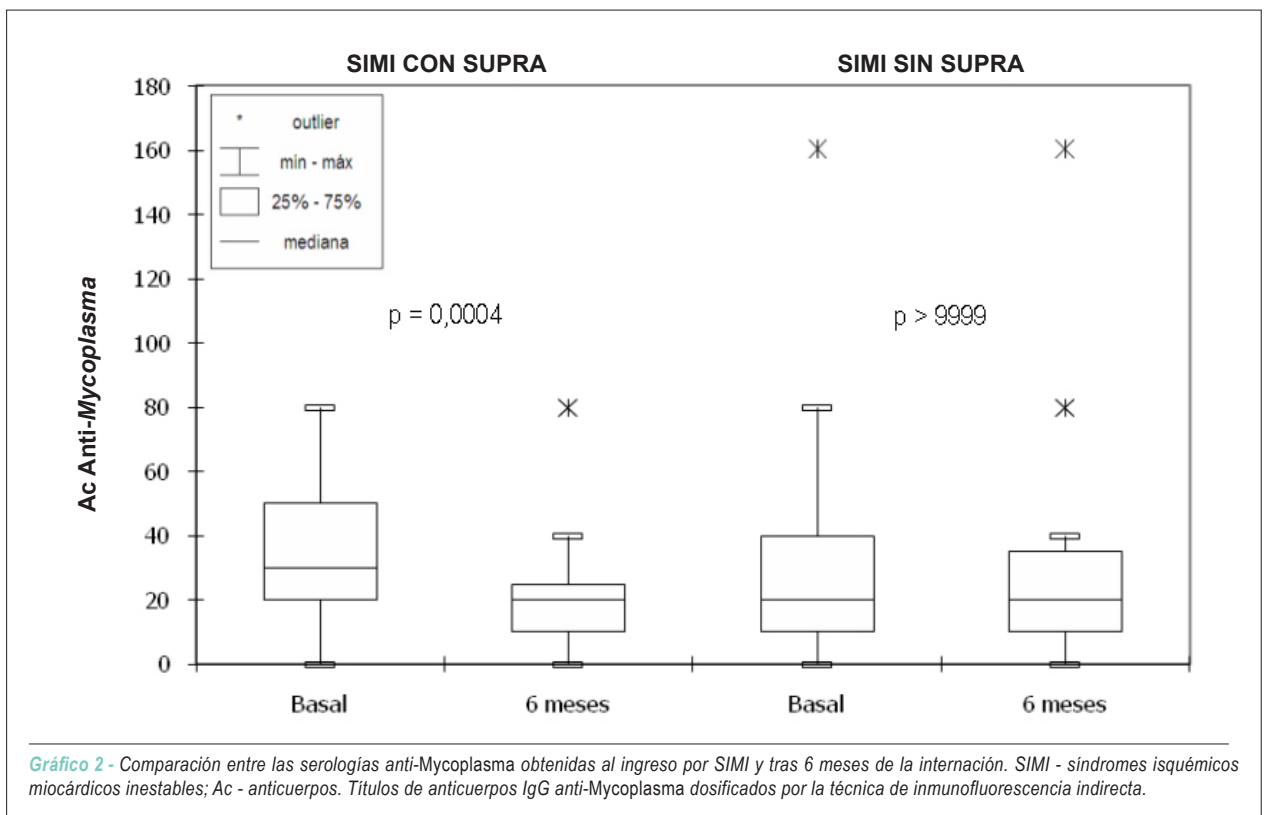 SIMI CON SUPRA
SIMI SIN SUPRA
180
160
140
120
100
80
60
40
20
0
* outlier
min - máx
25% - 75%
mediana
p = 0,0004
p > 9999
Ac Anti-Mycoplasma
Basal
6 meses
Basal
6 meses
Gráfico 2 - Comparación entre las serologías anti-Mycoplasma obtenidas al ingreso por SIMI y tras 6 meses de la internación. SIMI - síndromes isquémicos
miocárdicos inestables; Ac - anticuerpos. Títulos de anticuerpos IgG anti-Mycoplasma dosificados por la técnica de inmunofluorescencia indirecta.